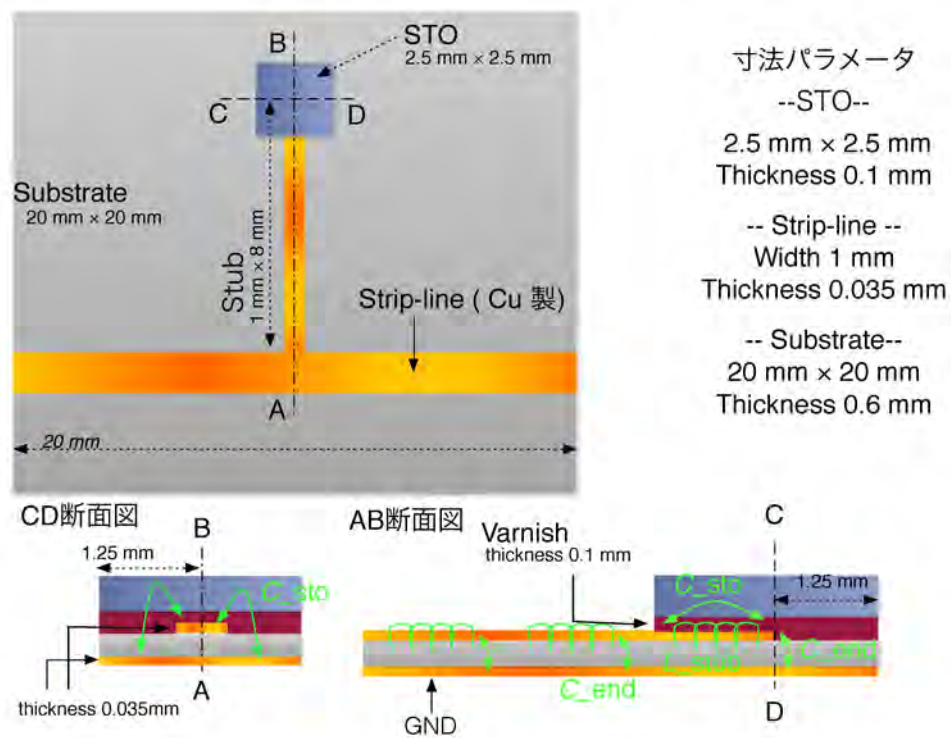 B
STO
2.5 mm × 2.5 mm
C
D
Substrate
20 mm × 20 mm
Stub
1 mm × 8 mm
Strip-line ( Cu 製)
A
20 mm
寸法パラメータ
--STO--
2.5 mm × 2.5 mm
Thickness 0.1 mm
-- Strip-line --
Width 1 mm
Thickness 0.035 mm
-- Substrate--
20 mm × 20 mm
Thickness 0.6 mm
CD断面図
B
1.25 mm
C_sto
A
thickness 0.035mm
AB断面図
Varnish
thickness 0.1 mm
C
C_sto
1.25 mm
L_stub
C_end
C_end
GND
D